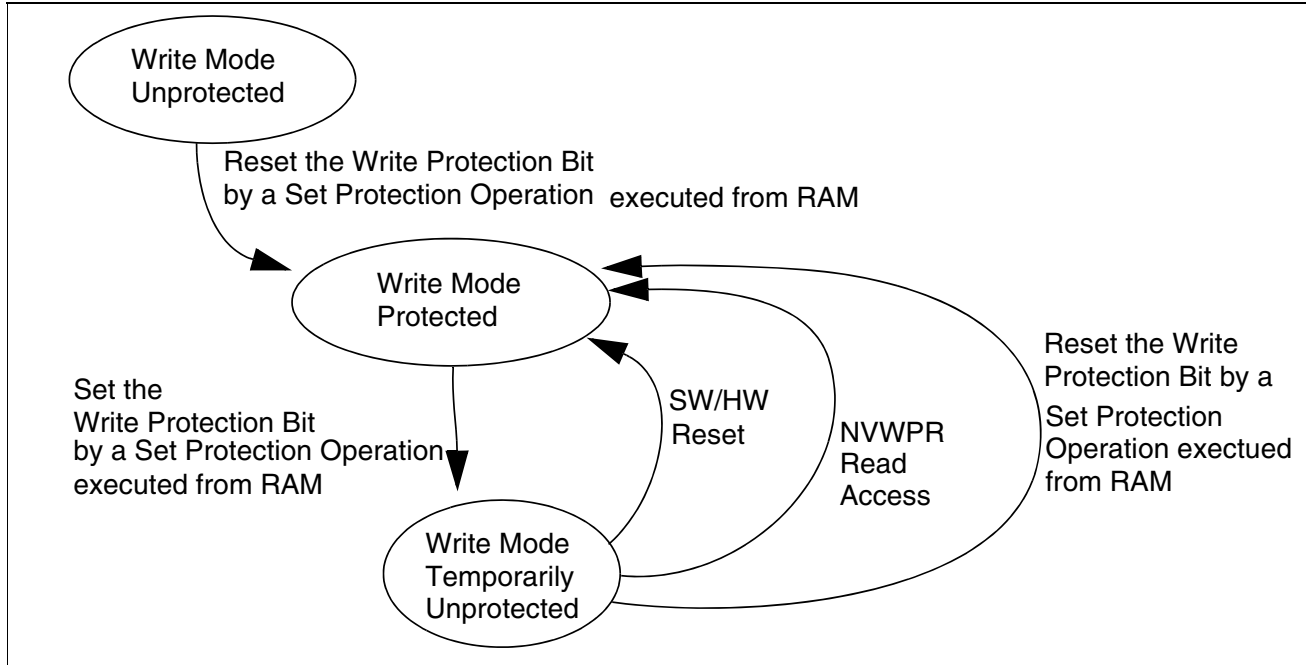 Write Mode
Unprotected
Reset the Write Protection Bit
by a Set Protection Operation executed from RAM
Write Mode
Protected
Set the
Write Protection Bit
by a Set Protection Operation
executed from RAM
SW/HW
Reset
NVWPR
Read
Access
Reset the Write
Protection Bit by a
Set Protection
Operation exectued
from RAM
Write Mode
Temporarily
Unprotected